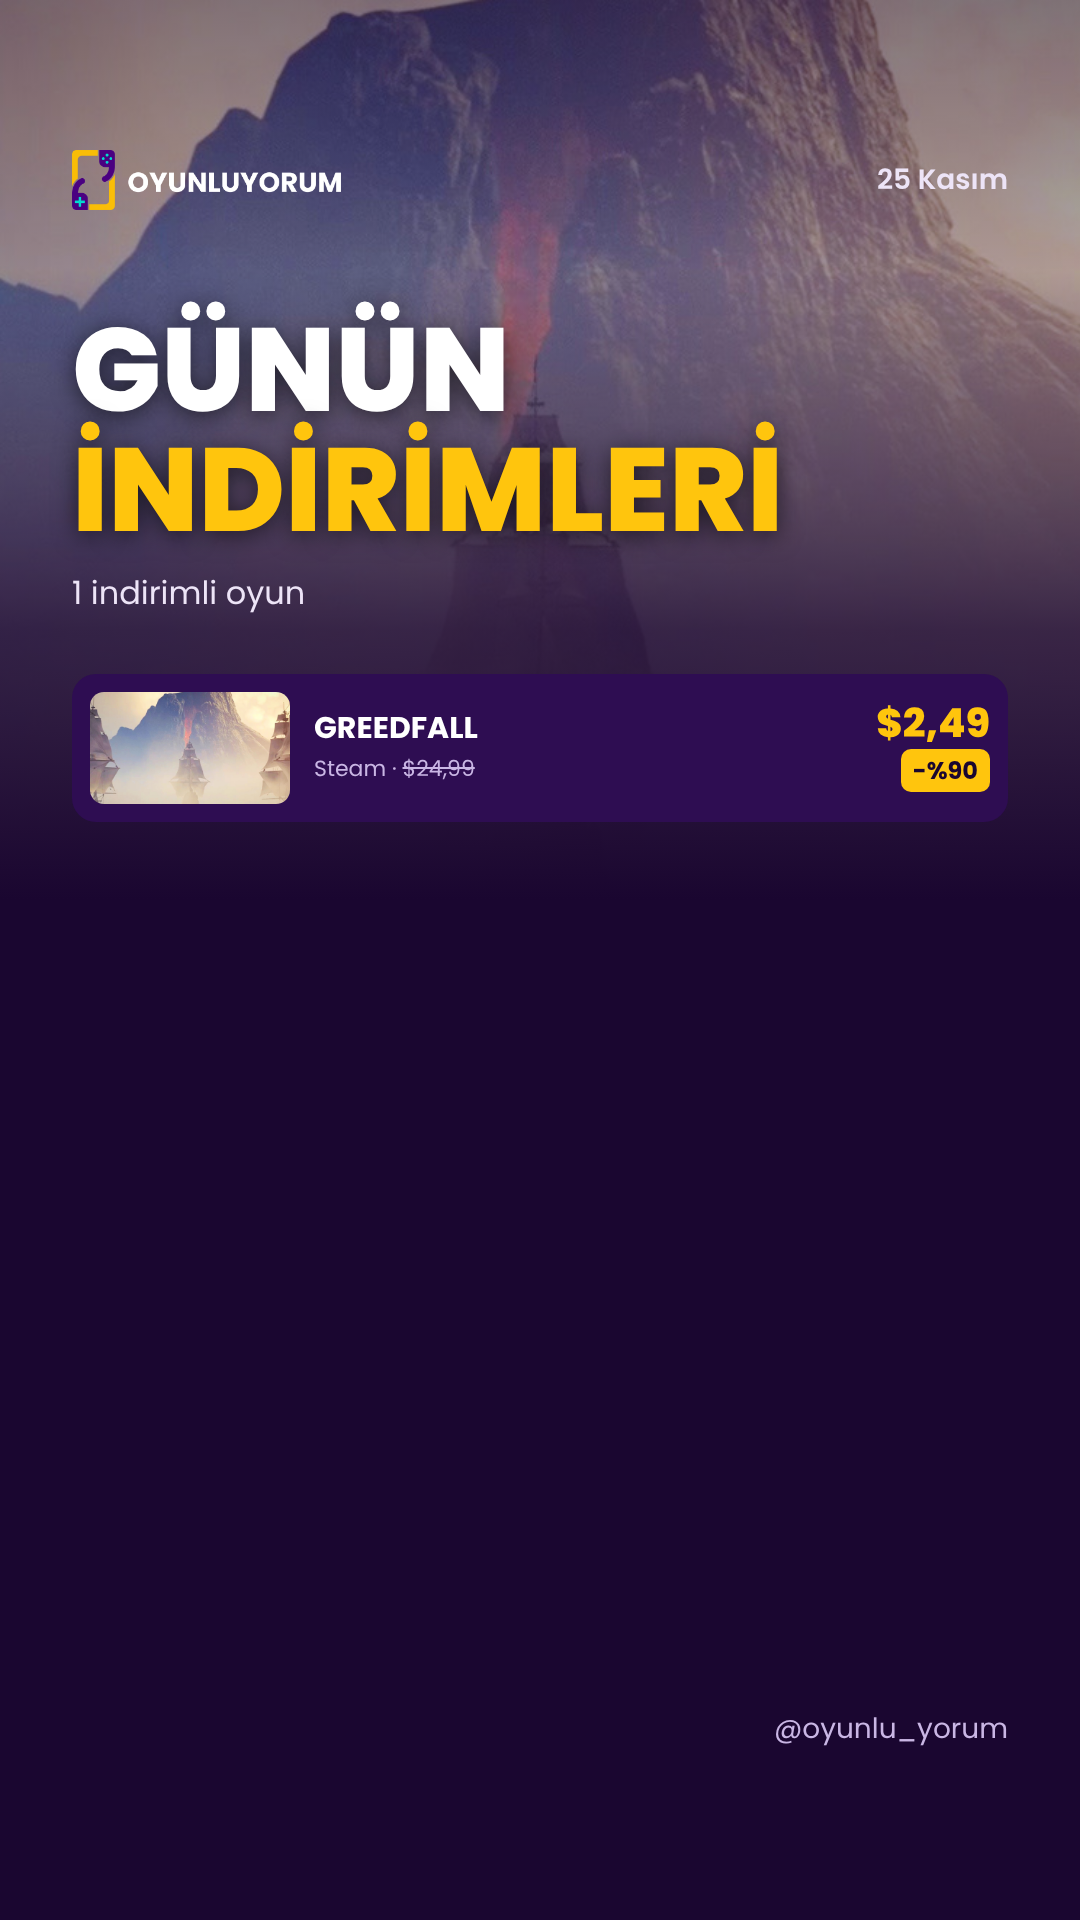 OYUNLUYORUM
25 Kasım
GÜNÜN
İNDİRİMLERİ
1 indirimli oyun
GREEDFALL
Steam · $24,99
$2,49
-%90
@oyunlu_yorum